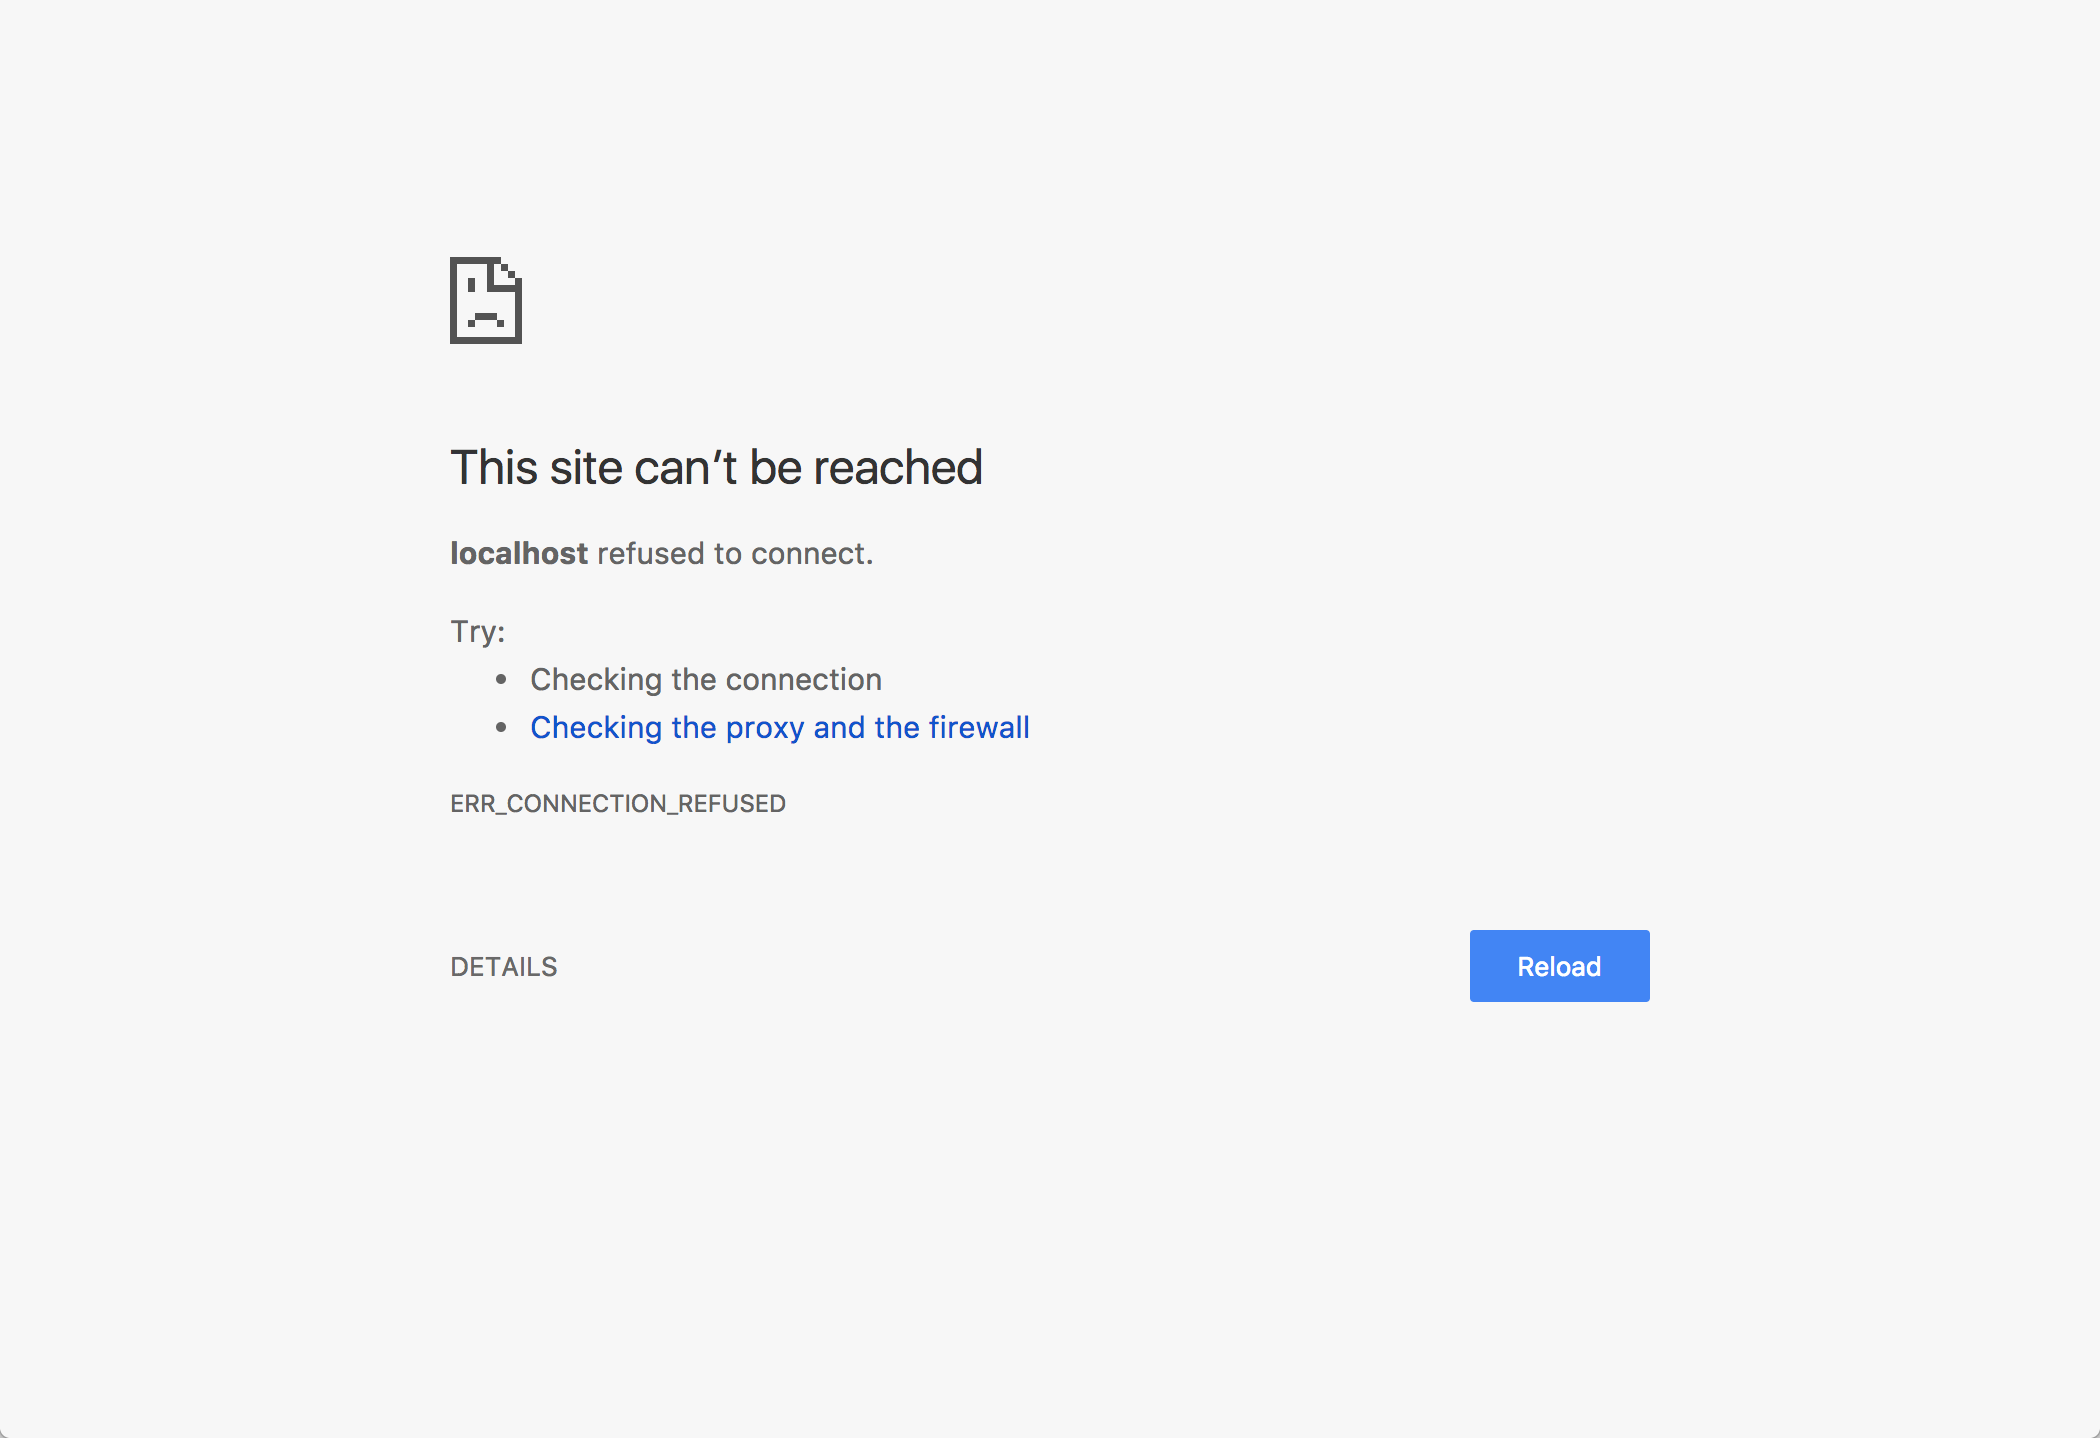 This site can’t be reached
localhost refused to connect.
Try:
Checking the connection
Checking the proxy and the firewall
ERR_CONNECTION_REFUSED
DETAILS
Reload